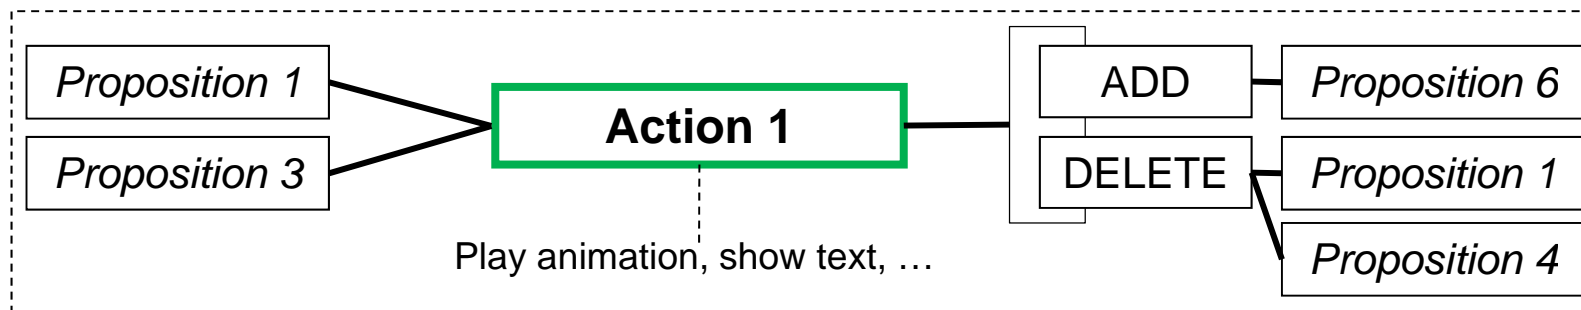 Proposition 1
Proposition 3
Action 1
Play animation, show text, …
ADD
DELETE
Proposition 6
Proposition 1
Proposition 4